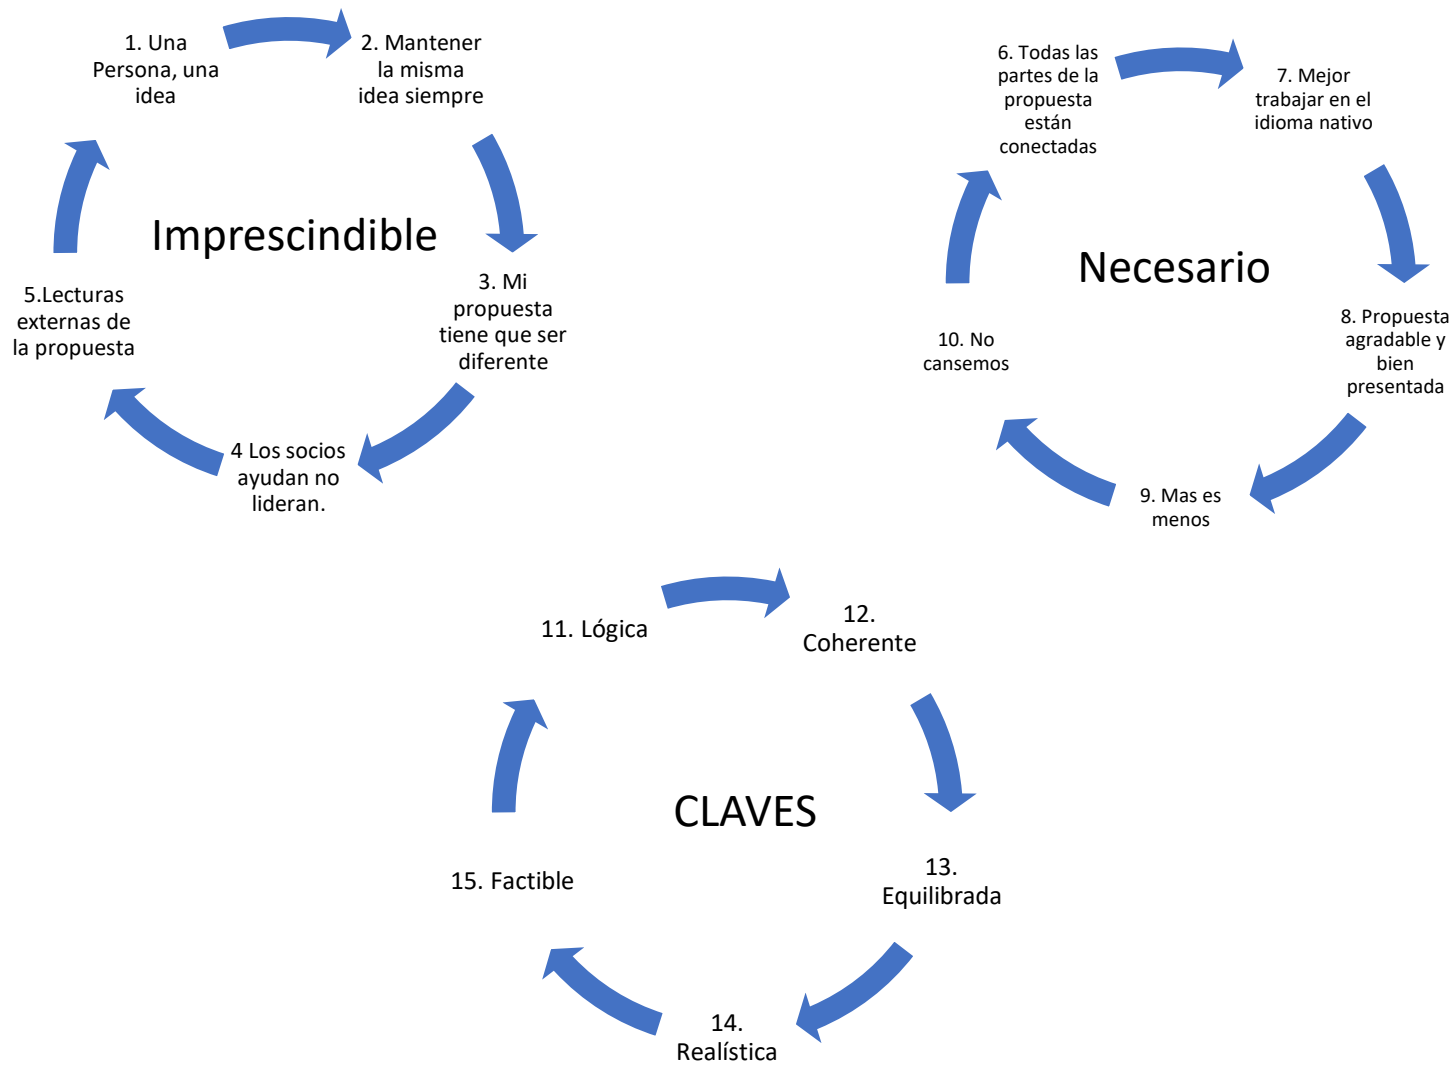 1. Una
Persona, una
idea
2. Mantener
la misma
idea siempre
3. Mi
propuesta
tiene que ser
diferente
4 Los socios
ayudan no
lideran.
5.Lecturas
externas de
la propuesta
Imprescindible
6. Todas las
partes de la
propuesta
están
conectadas
7. Mejor
trabajar en el
idioma nativo
8. Propuesta
agradable y
bien
presentada
9. Mas es
menos
10. No
cansemos
Necesario
11. Lógica
12.
Coherente
13.
Equilibrada
14.
Realística
15. Factible
CLAVES